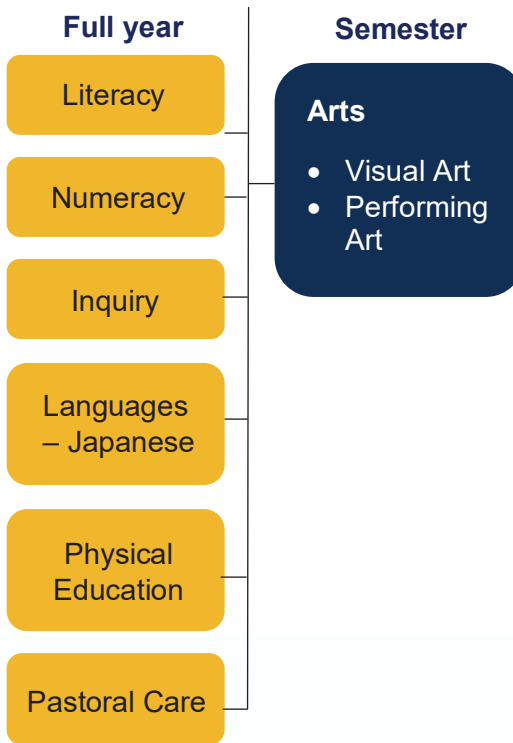 Full year
Literacy
Numeracy
Inquiry
Languages
– Japanese
Physical
Education
Pastoral Care
Semester
Arts
• Visual Art
• Performing
Art